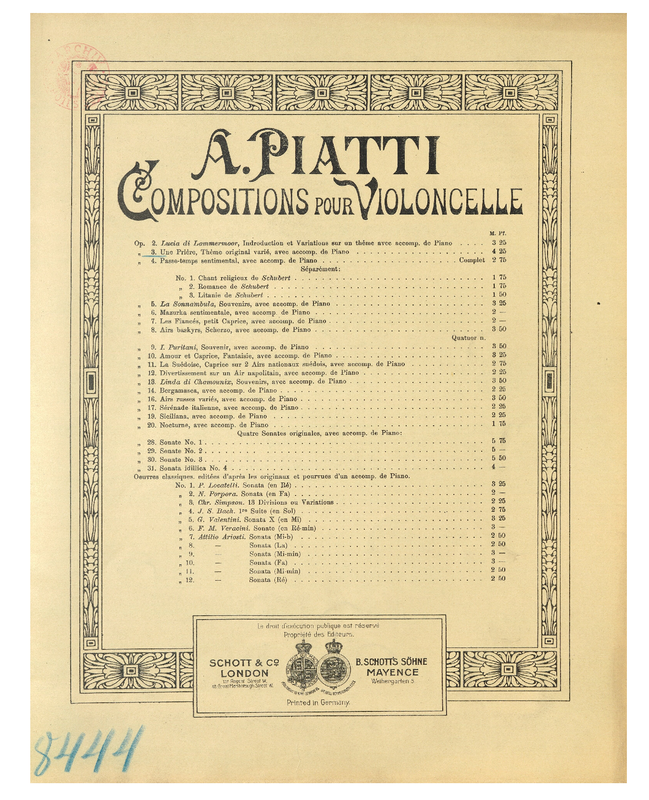 A. PIATTI
COMPOSITIONS POUR VIOLONCELLE
M. Pf.
Op. 2. Lucia di Lammermoor, Indroduction et Variations sur un thème avec accomp. de Piano . . . . 3 25
„ 3. Une Prière, Thème original varié, avec accomp. de Piano . . . . 4 25
„ 4. Passe-temps sentimental, avec accomp. de Piano . . . . Complet 2 75
Séparément:
No. 1. Chant religieux de Schubert . . . . 1 75
„ 2. Romance de Schubert . . . . 1 75
„ 3. Litanie de Schubert . . . . 1 50
„ 5. La Sonnambula, Souvenirs, avec accomp. de Piano . . . . 3 25
„ 6. Mazurka sentimentale, avec accomp. de Piano . . . . 2 —
„ 7. Les Fiancés, petit Caprice, avec accomp. de Piano . . . . 2 —
„ 8. Airs baskyrs, Scherzo, avec accomp. de Piano . . . . 3 50
Quatuor n.
„ 9. I. Puritani, Souvenir, avec accomp. de Piano . . . . 3 50
„ 10. Amour et Caprice, Fantaisie, avec accomp. de Piano . . . . 3 25
„ 11. La Suédoise, Caprice sur 2 Airs nationaux suédois, avec accomp. de Piano . . . . 2 75
„ 12. Divertissement sur un Air napolitain, avec accomp. de Piano . . . . 2 25
„ 13. Linda di Chamounix, Souvenirs, avec accomp. de Piano . . . . 3 50
„ 14. Bergamasca, avec accomp. de Piano . . . . 2 25
„ 16. Airs russes variés, avec accomp. de Piano . . . . 3 50
„ 17. Sérénade italienne, avec accomp. de Piano . . . . 2 25
„ 19. Siciliana, avec accomp. de Piano . . . . 2 25
„ 20. Nocturne, avec accomp. de Piano . . . . 1 75
Quatre Sonates originales, avec accomp. de Piano:
„ 28. Sonate No. 1 . . . . 5 75
„ 29. Sonate No. 2 . . . . 5 —
„ 30. Sonate No. 3 . . . . 5 50
„ 31. Sonata idillica No. 4 . . . . 4 —
Oeuvres classiques, editées d'après les originaux et pourvues d'un accomp. de Piano.
No. 1. P. Locatelli. Sonata (en Ré) . . . . 3 25
„ 2. N. Porpora. Sonata (en Fa) . . . . 2 —
„ 3. Chr. Simpson. 13 Divisions ou Variations . . . . 2 25
„ 4. J. S. Bach. 1re Suite (en Sol) . . . . 2 75
„ 5. G. Valentini. Sonata X (en Mi) . . . . 3 25
„ 6. F. M. Veracini. Sonate (en Ré-min) . . . . 3 —
„ 7. Attilio Ariosti. Sonata (Mi-b) . . . . 2 50
„ 8. — Sonata (La) . . . . 2 50
„ 9. — Sonata (Mi-min) . . . . 3 —
„ 10. — Sonata (Fa) . . . . 3 —
„ 11. — Sonata (Mi-min) . . . . 2 50
„ 12. — Sonata (Ré) . . . . 2 50
Le droit d'exécution publique est réservé
Propriété des Éditeurs.
SCHOTT & Co
LONDON
B. SCHOTT'S SÖHNE
MAYENCE
Weihergarten 5
Printed in Germany.
8444